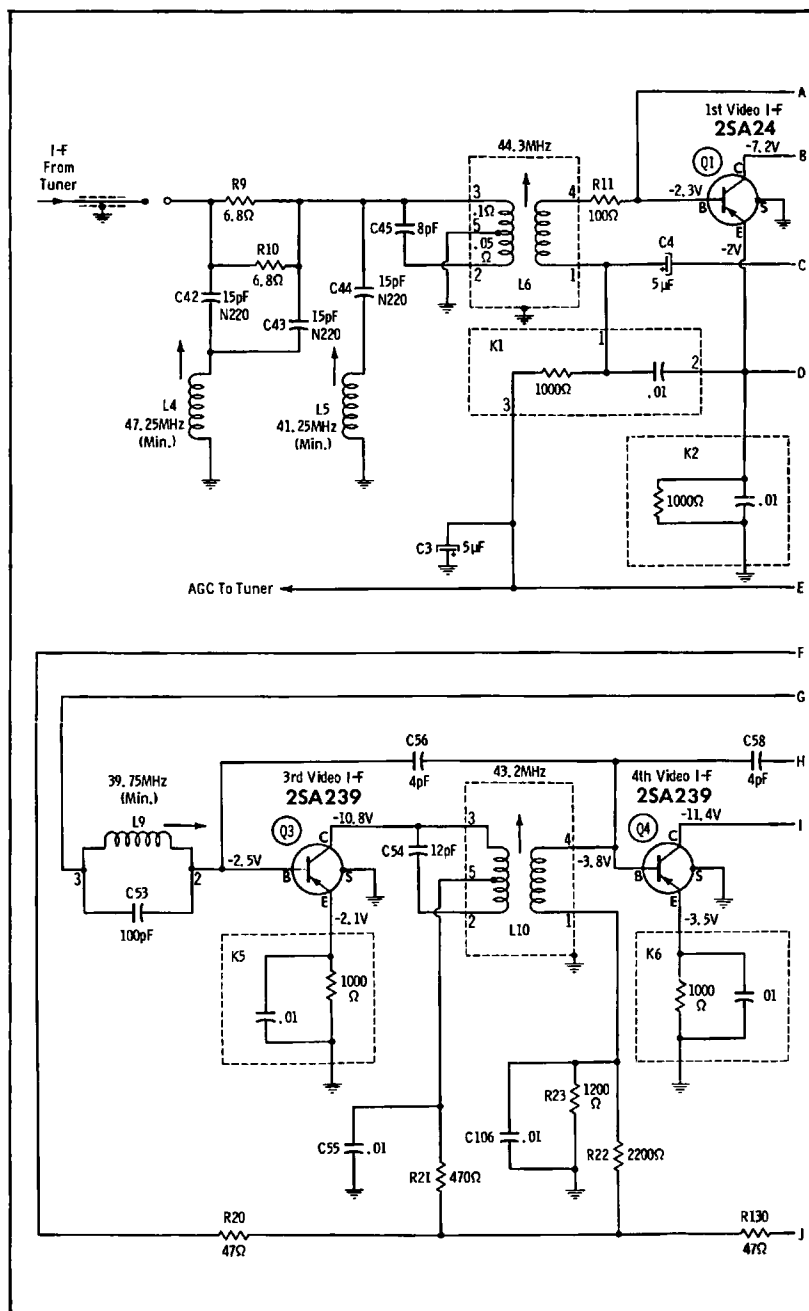 A
1st Video I-F
2SA24
I-F
From
Tuner
44.3MHz
Q1
C
-7.2V
B
R9
6.8Ω
3
.1Ω
5
.05
Ω
2
4
R11
100Ω
-2.3V
B
S
E
-2V
C45
8pF
R10
6.8Ω
C4
5μF
C
1
L6
C42
15pF
N220
C43
15pF
N220
C44
15pF
N220
K1
1
1000Ω
.01
2
3
D
L4
47.25MHz
(Min.)
L5
41.25MHz
(Min.)
K2
1000Ω
.01
C3
5μF
AGC To Tuner
E
F
G
C56
4pF
C58
4pF
H
39.75MHz
(Min.)
L9
3rd Video I-F
2SA239
43.2MHz
4th Video I-F
2SA239
Q3
C
-10.8V
3
Q4
C
-11.4V
I
3
2
-2.5V
B
S
E
C54
12pF
5
4
-3.8V
B
S
E
C53
100pF
-2.1V
2
1
L10
-3.5V
K5
1000
Ω
.01
K6
1000
Ω
01
R23
1200
Ω
C55
.01
C106
.01
R21
470Ω
R22
2200Ω
R20
47Ω
R130
47Ω
J